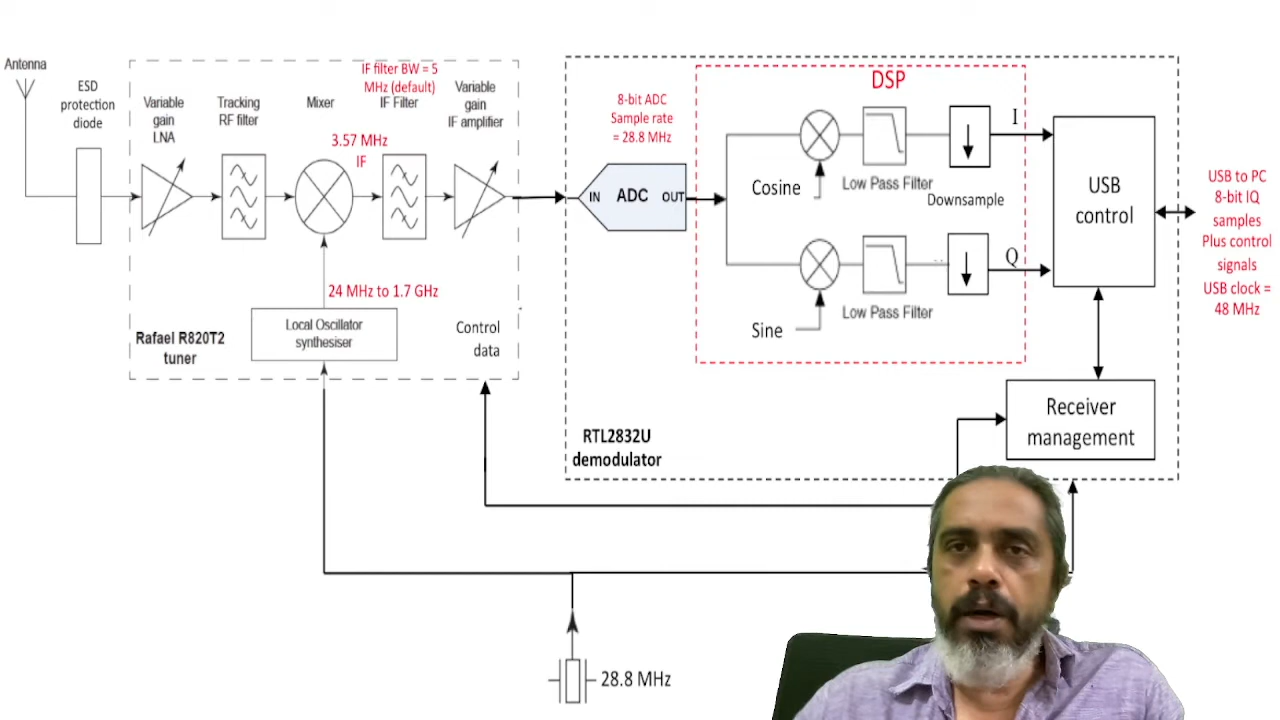 Antenna
ESD
protection
diode
Variable
gain
LNA
Tracking
RF filter
Mixer
IF filter BW = 5
MHz (default)
IF Filter
Variable
gain
IF amplifier
3.57 MHz
IF
24 MHz to 1.7 GHz
Local Oscillator
synthesiser
Rafael R820T2
tuner
Control
data
8-bit ADC
Sample rate
= 28.8 MHz
IN
ADC
OUT
DSP
Cosine
Low Pass Filter
Downsample
I
Sine
Low Pass Filter
Q
USB
control
USB to PC
8-bit IQ
samples
Plus control
signals
USB clock =
48 MHz
Receiver
management
RTL2832U
demodulator
28.8 MHz